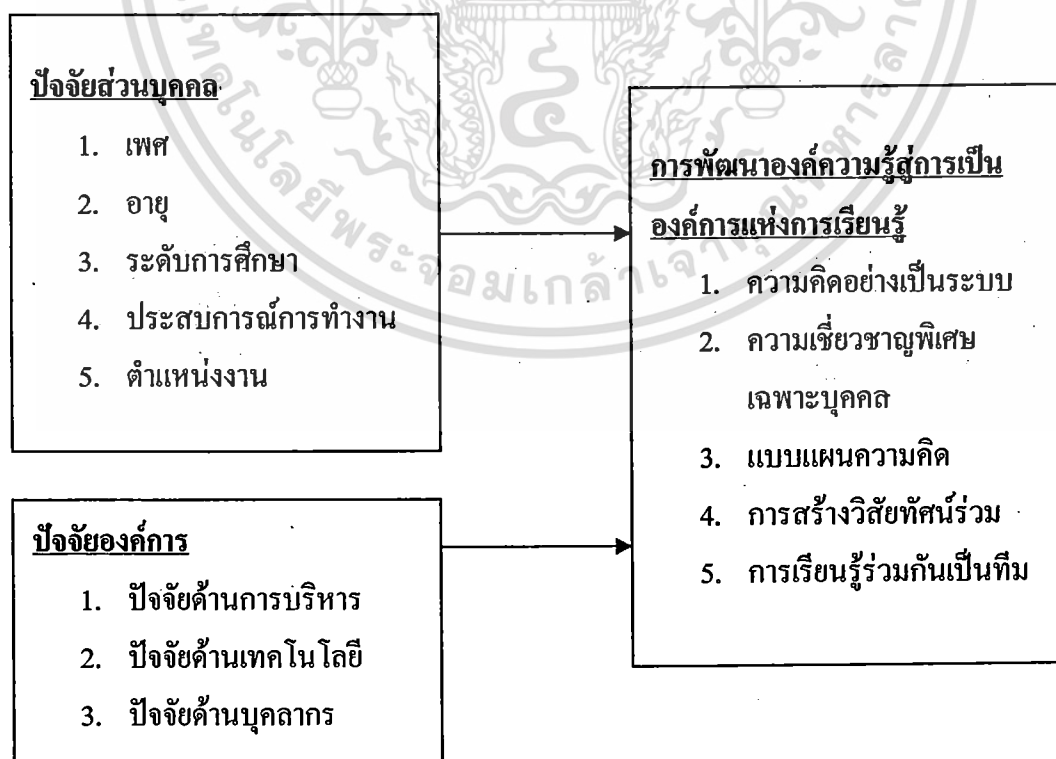 ปัจจัยส่วนบุคคล
1. เพศ
2. อายุ
3. ระดับการศึกษา
4. ประสบการณ์การทำงาน
5. ตำแหน่งงาน
ปัจจัยองค์การ
1. ปัจจัยด้านการบริหาร
2. ปัจจัยด้านเทคโนโลยี
3. ปัจจัยด้านบุคลากร
การพัฒนาองค์ความรู้สู่การเป็น
องค์การแห่งการเรียนรู้
1. ความคิดอย่างเป็นระบบ
2. ความเชี่ยวชาญพิเศษ
เฉพาะบุคคล
3. แบบแผนความคิด
4. การสร้างวิสัยทัศน์ร่วม
5. การเรียนรู้ร่วมกันเป็นทีม